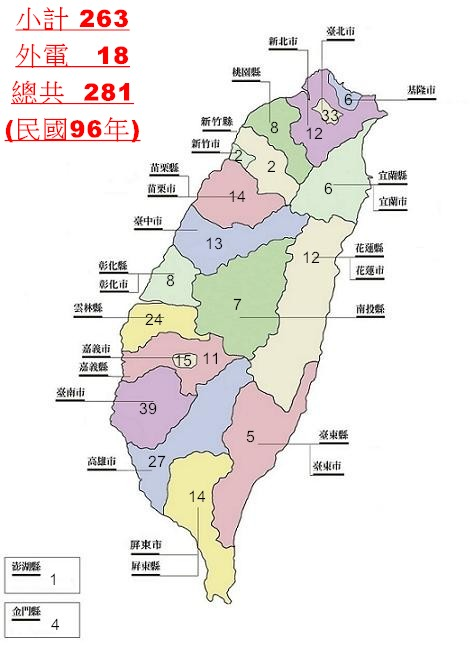 小計 263
外電 18
總共 281
(民國96年)
臺北市
新北市
桃園縣
基隆市
6
33
8
12
新竹縣
新竹市
2
2
苗栗縣
苗栗市
14
6
宜蘭縣
宜蘭市
臺中市
13
12
花蓮縣
花蓮市
彰化縣
彰化市
8
雲林縣
24
7
南投縣
嘉義市
嘉義縣
15
11
臺南市
39
5
臺東縣
臺東市
高雄市
27
14
屏東市
屏東縣
澎湖縣
1
金門縣
4